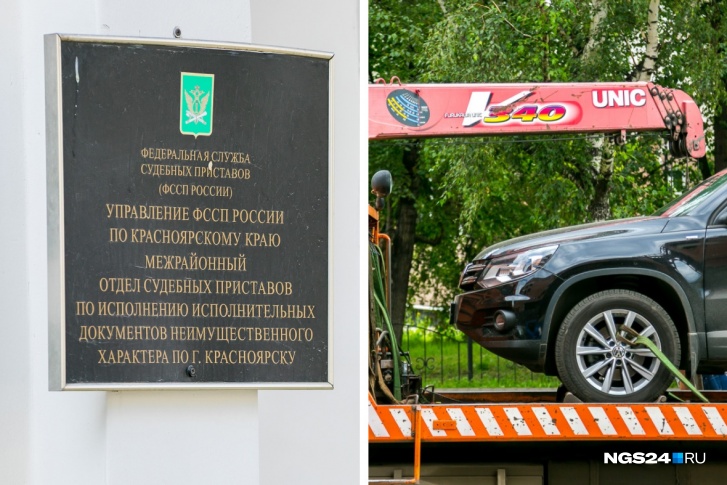 ФЕДЕРАЛЬНАЯ СЛУЖБА
СУДЕБНЫХ ПРИСТАВОВ
(ФССП РОССИИ)
УПРАВЛЕНИЕ ФССП РОССИИ
ПО КРАСНОЯРСКОМУ КРАЮ
МЕЖРАЙОННЫЙ
ОТДЕЛ СУДЕБНЫХ ПРИСТАВОВ
ПО ИСПОЛНЕНИЮ ИСПОЛНИТЕЛЬНЫХ
ДОКУМЕНТОВ НЕИМУЩЕСТВЕННОГО
ХАРАКТЕРА ПО Г. КРАСНОЯРСКУ
V340
UNIC
NGS24.RU